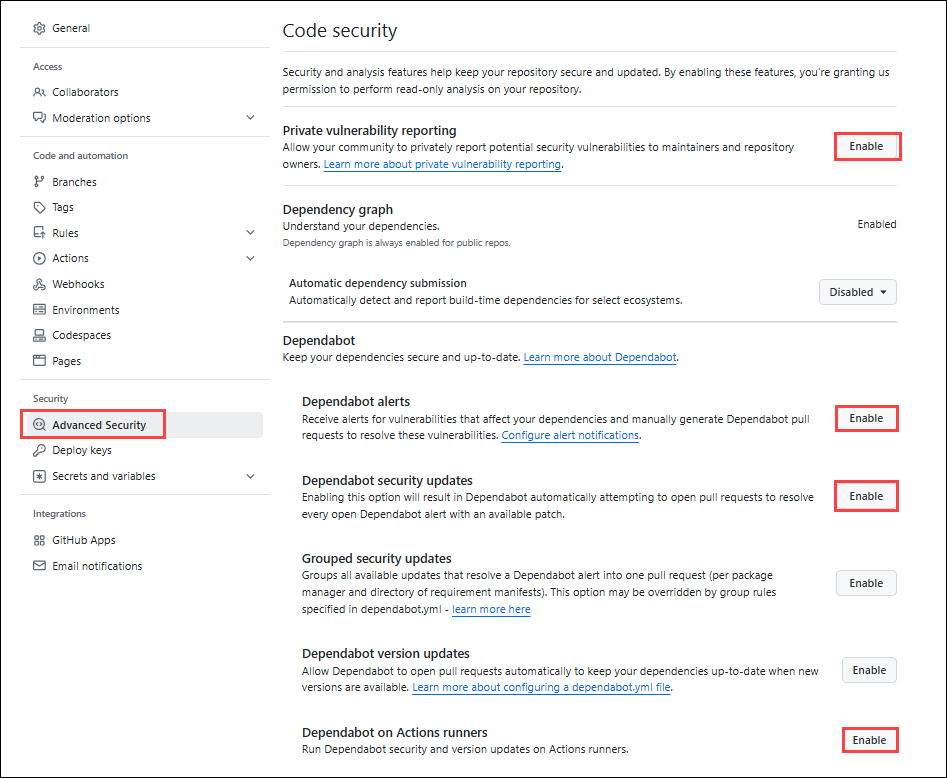 General
Access
Collaborators
Moderation options
Code and automation
Branches
Tags
Rules
Actions
Webhooks
Environments
Codespaces
Pages
Security
Advanced Security
Deploy keys
Secrets and variables
Integrations
GitHub Apps
Email notifications
Code security
Security and analysis features help keep your repository secure and updated. By enabling these features, you're granting us
permission to perform read-only analysis on your repository.
Private vulnerability reporting
Allow your community to privately report potential security vulnerabilities to maintainers and repository
owners. Learn more about private vulnerability reporting.
Enable
Dependency graph
Understand your dependencies.
Dependency graph is always enabled for public repos.
Enabled
Automatic dependency submission
Automatically detect and report build-time dependencies for select ecosystems.
Disabled
Dependabot
Keep your dependencies secure and up-to-date. Learn more about Dependabot.
Dependabot alerts
Receive alerts for vulnerabilities that affect your dependencies and manually generate Dependabot pull
requests to resolve these vulnerabilities. Configure alert notifications.
Enable
Dependabot security updates
Enabling this option will result in Dependabot automatically attempting to open pull requests to resolve
every open Dependabot alert with an available patch.
Enable
Grouped security updates
Groups all available updates that resolve a Dependabot alert into one pull request (per package
manager and directory of requirement manifests). This option may be overridden by group rules
specified in dependabot.yml - learn more here
Enable
Dependabot version updates
Allow Dependabot to open pull requests automatically to keep your dependencies up-to-date when new
versions are available. Learn more about configuring a dependabot.yml file.
Enable
Dependabot on Actions runners
Run Dependabot security and version updates on Actions runners.
Enable